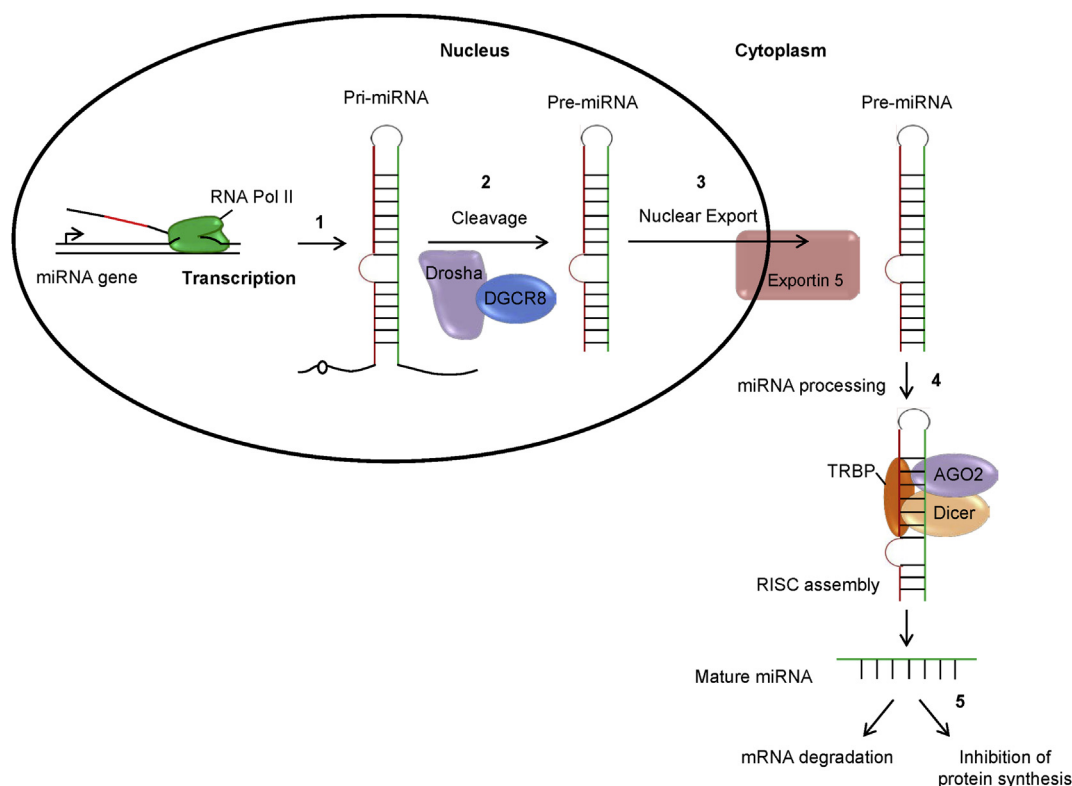 Nucleus
Cytoplasm
Pri-miRNA
Pre-miRNA
Pre-miRNA
RNA Pol II
1
2
Cleavage
3
Nuclear Export
miRNA gene
Transcription
Drosha
DGCR8
Exportin 5
miRNA processing
4
TRBP
AGO2
Dicer
RISC assembly
Mature miRNA
5
mRNA degradation
Inhibition of
protein synthesis